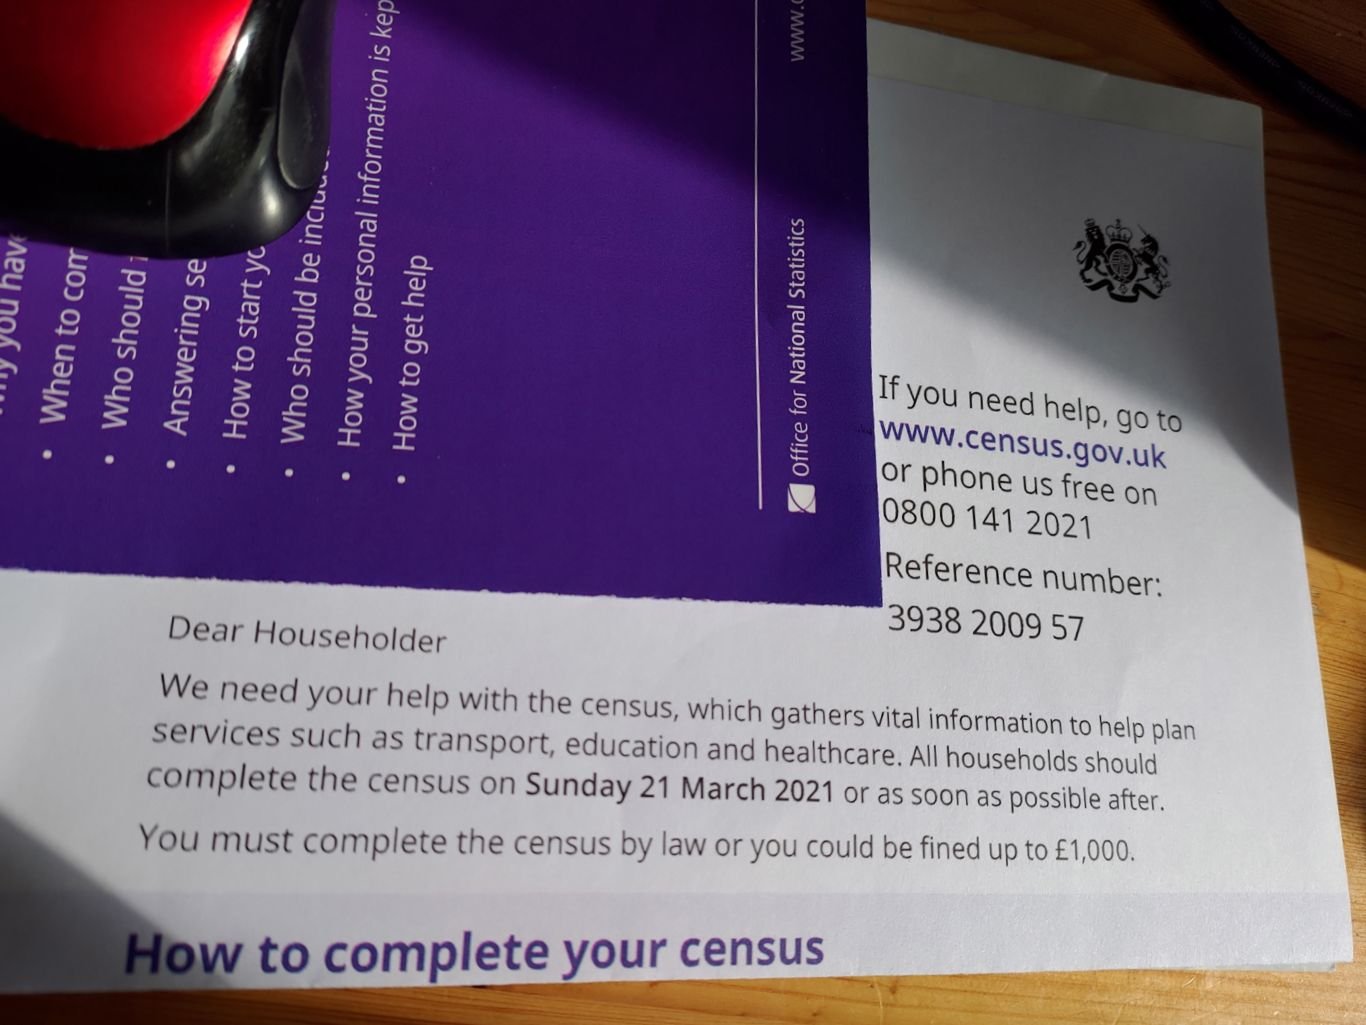 hy you have
When to com
Who should
Answering se
How to start yo
Who should be includ
How your personal information is kep
How to get help
Office for National Statistics
www.
If you need help, go to
www.census.gov.uk
or phone us free on
0800 141 2021
Reference number:
3938 2009 57
Dear Householder
We need your help with the census, which gathers vital information to help plan
services such as transport, education and healthcare. All households should
complete the census on Sunday 21 March 2021 or as soon as possible after.
You must complete the census by law or you could be fined up to £1,000.
How to complete your census